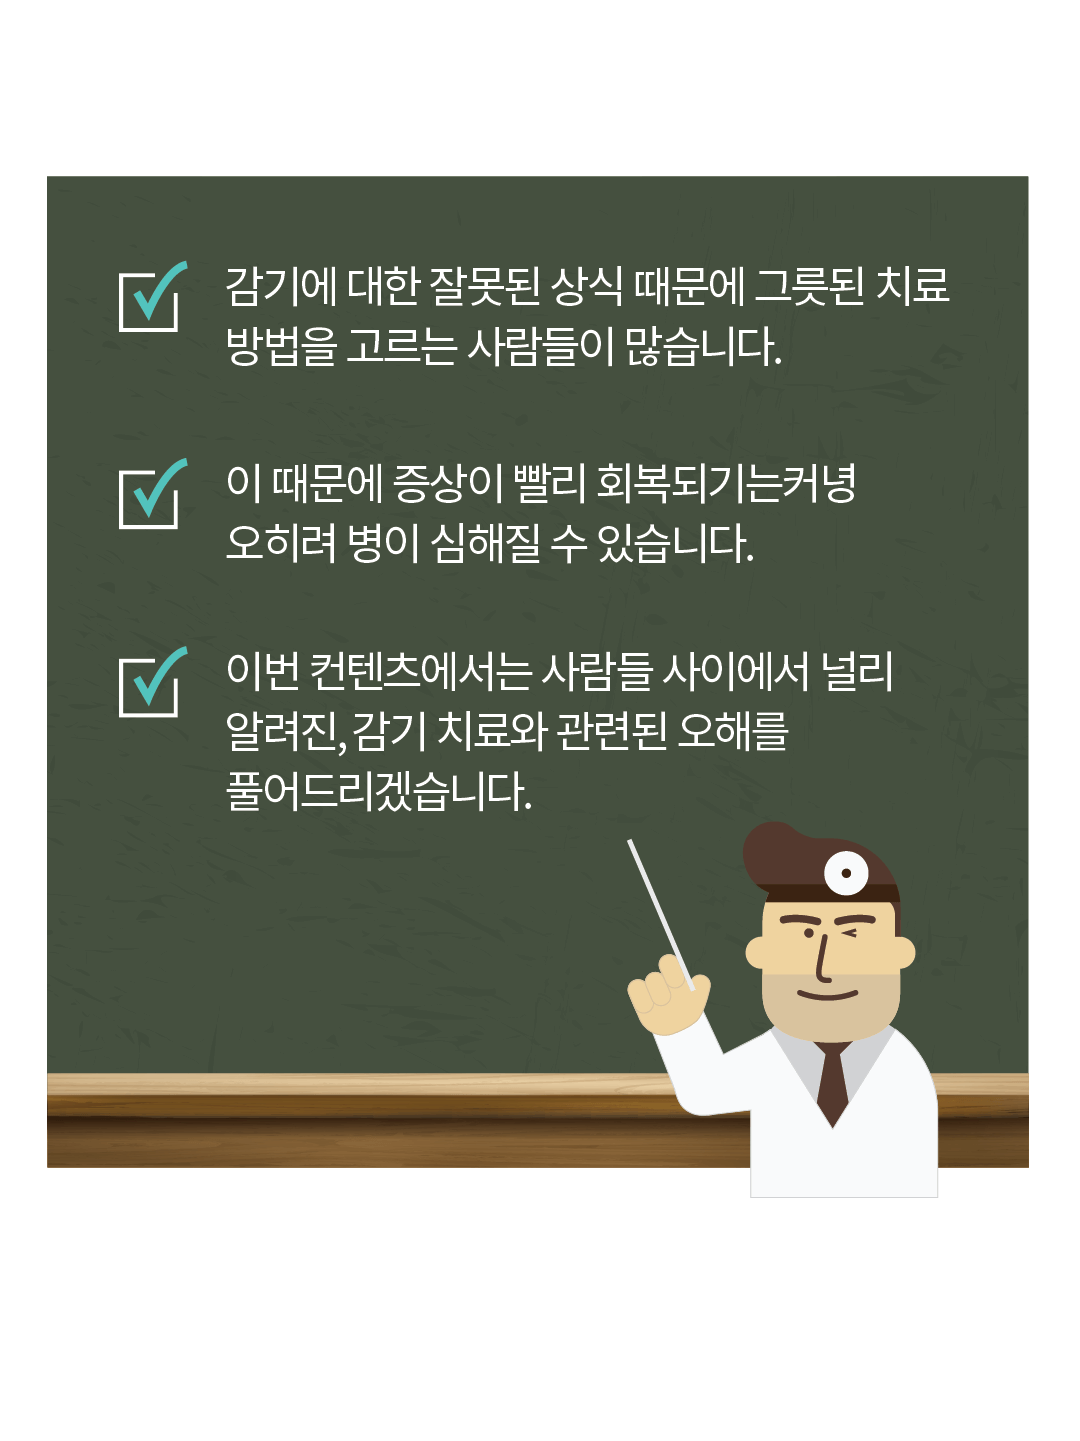 감기에 대한 잘못된 상식 때문에 그릇된 치료
방법을 고르는 사람들이 많습니다.
이 때문에 증상이 빨리 회복되기는커녕
오히려 병이 심해질 수 있습니다.
이번 컨텐츠에서는 사람들 사이에서 널리
알려진, 감기 치료와 관련된 오해를
풀어드리겠습니다.